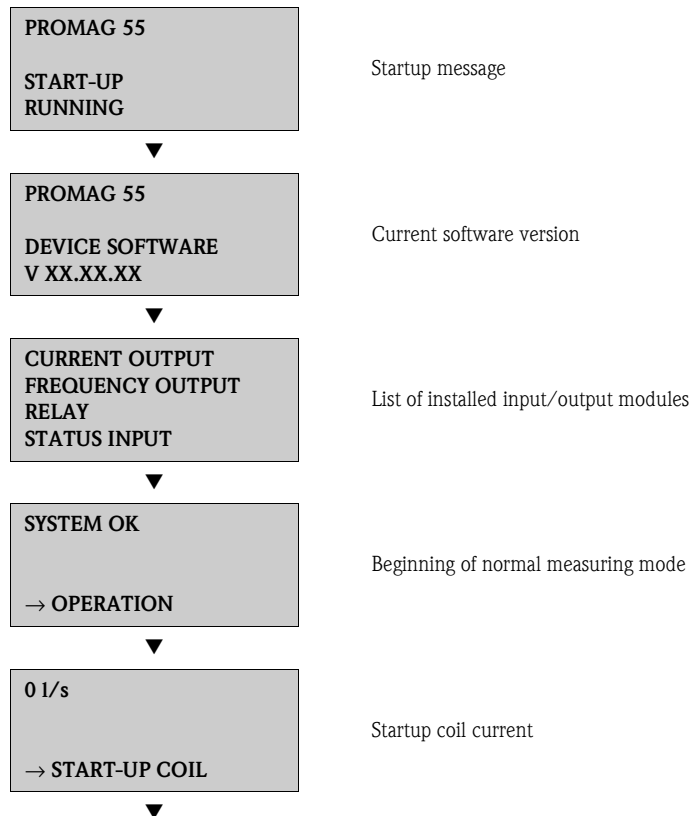 PROMAG 55
START-UP
RUNNING
Startup message
▼
PROMAG 55
DEVICE SOFTWARE
V XX.XX.XX
Current software version
▼
CURRENT OUTPUT
FREQUENCY OUTPUT
RELAY
STATUS INPUT
List of installed input/output modules
▼
SYSTEM OK
→ OPERATION
Beginning of normal measuring mode
▼
0 l/s
→ START-UP COIL
Startup coil current
▼